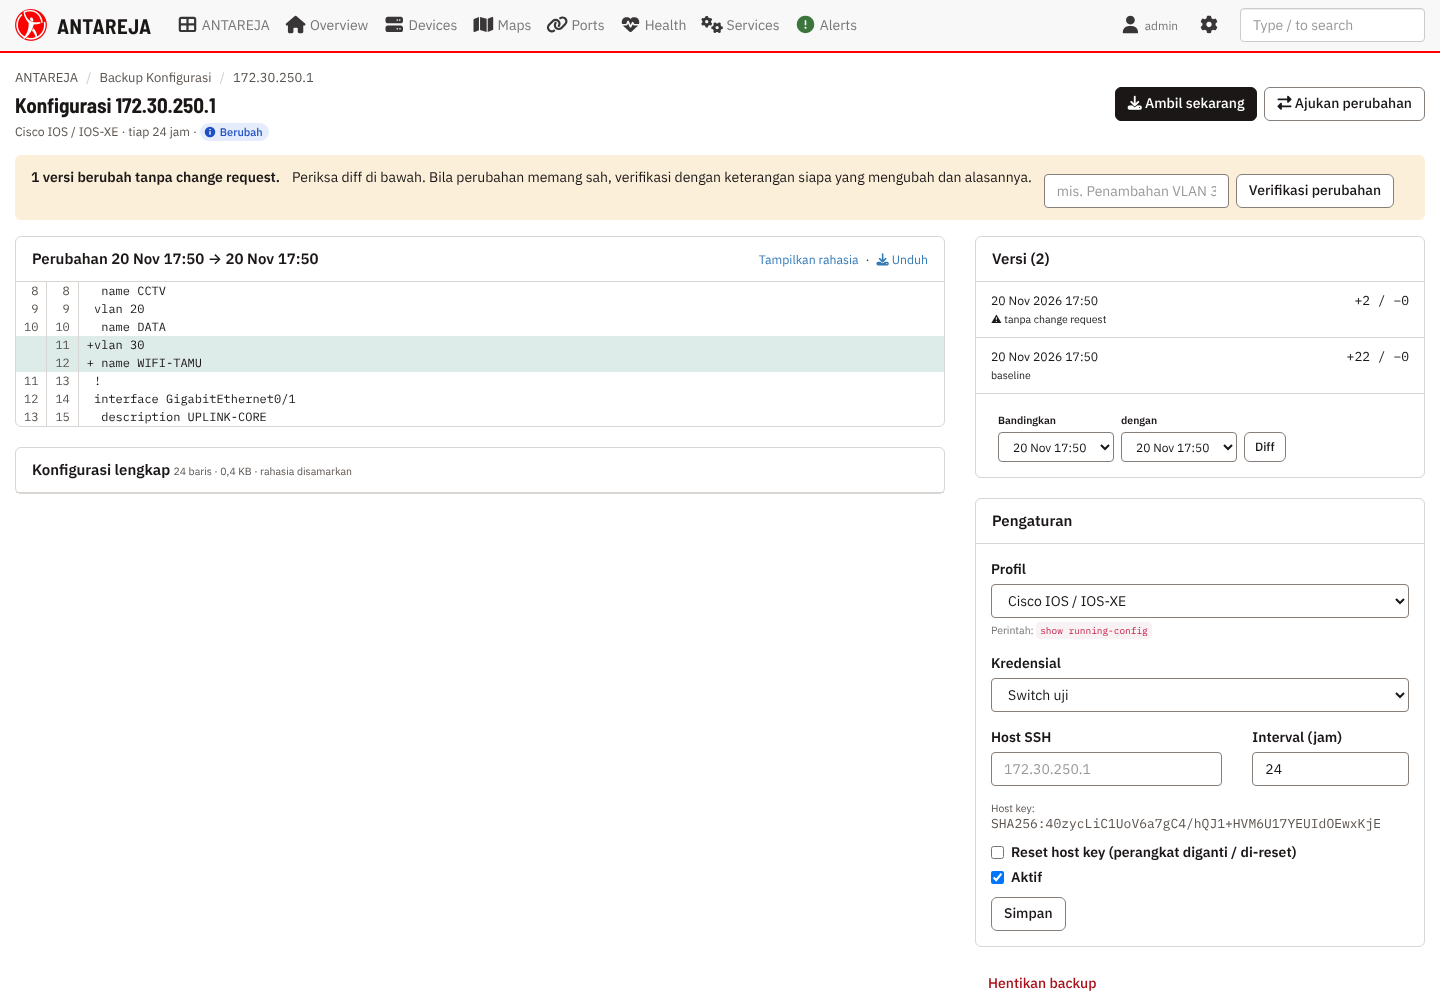 ANTAREJA ANTAREJA Overview Devices Maps Ports Health Services Alerts admin Type / to search
ANTAREJA / Backup Konfigurasi / 172.30.250.1
Konfigurasi 172.30.250.1
Ambil sekarang Ajukan perubahan
Cisco IOS / IOS-XE · tiap 24 jam · Berubah
1 versi berubah tanpa change request. Periksa diff di bawah. Bila perubahan memang sah, verifikasi dengan keterangan siapa yang mengubah dan alasannya.
mis. Penambahan VLAN 3 Verifikasi perubahan
Perubahan 20 Nov 17:50 → 20 Nov 17:50 Tampilkan rahasia · Unduh
8 8 name CCTV
9 9 vlan 20
10 10 name DATA
11 +vlan 30
12 + name WIFI-TAMU
11 13 !
12 14 interface GigabitEthernet0/1
13 15 description UPLINK-CORE
Konfigurasi lengkap 24 baris · 0,4 KB · rahasia disamarkan
Versi (2)
20 Nov 2026 17:50 +2 / −0
tanpa change request
20 Nov 2026 17:50 +22 / −0
baseline
Bandingkan dengan
20 Nov 17:50 20 Nov 17:50 Diff
Pengaturan
Profil
Cisco IOS / IOS-XE
Perintah: show running-config
Kredensial
Switch uji
Host SSH Interval (jam)
172.30.250.1 24
Host key:
SHA256:40zycLiC1UoV6a7gC4/hQJ1+HVM6U17YEUIdOEwxKjE
Reset host key (perangkat diganti / di-reset)
Aktif
Simpan
Hentikan backup